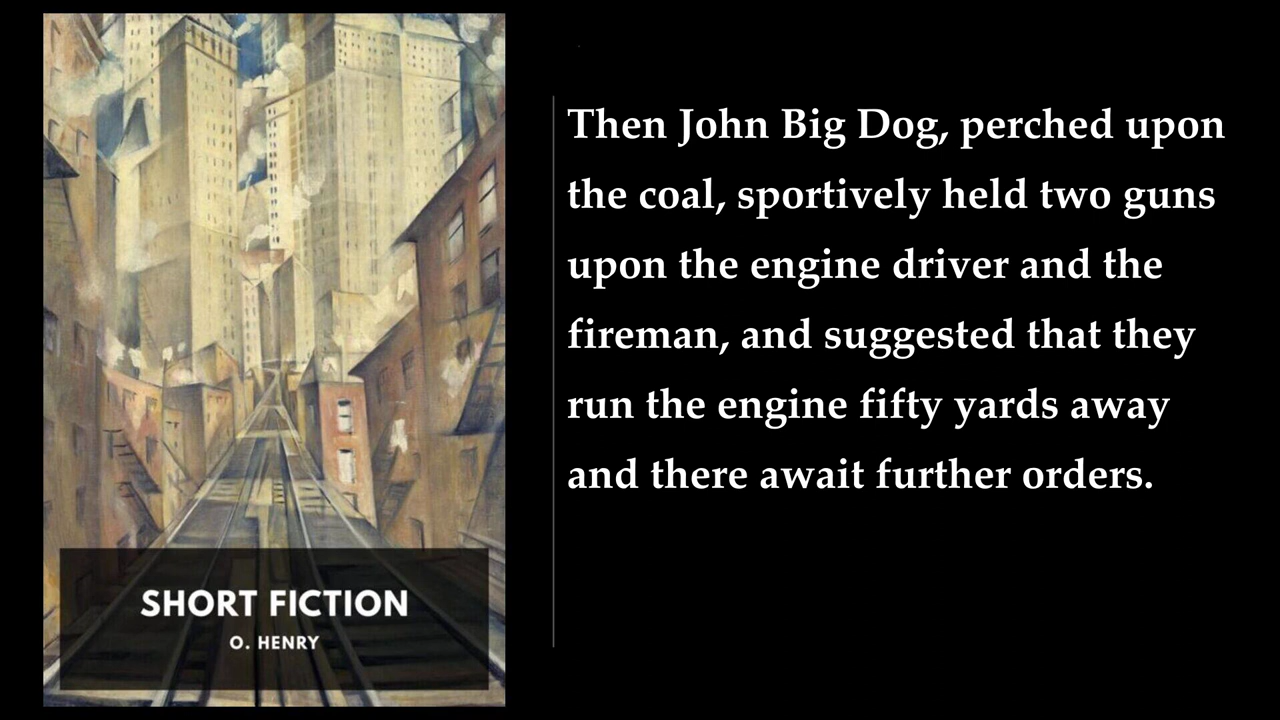 Then John Big Dog, perched upon
the coal, sportively held two guns
upon the engine driver and the
fireman, and suggested that they
run the engine fifty yards away
and there await further orders.
SHORT FICTION
O. HENRY